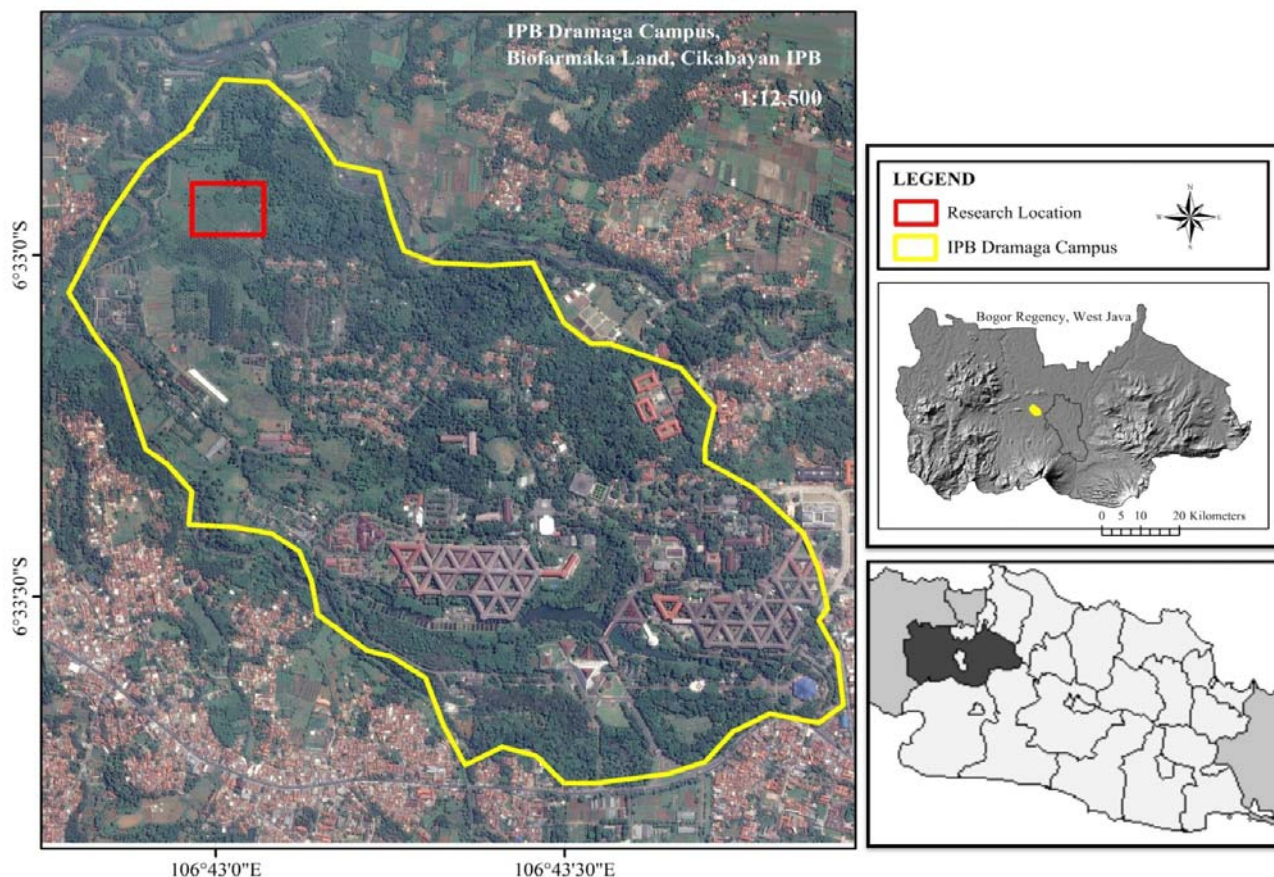 IPB Dramaga Campus,
Biofarmaka Land, Cikabayan IPB
1:12,500
6°33'0"S
6°33'30"S
106°43'0"E
106°43'30"E
LEGEND
Research Location
IPB Dramaga Campus
N
W
E
N
Bogor Regency, West Java
0 5 10 20 Kilometers